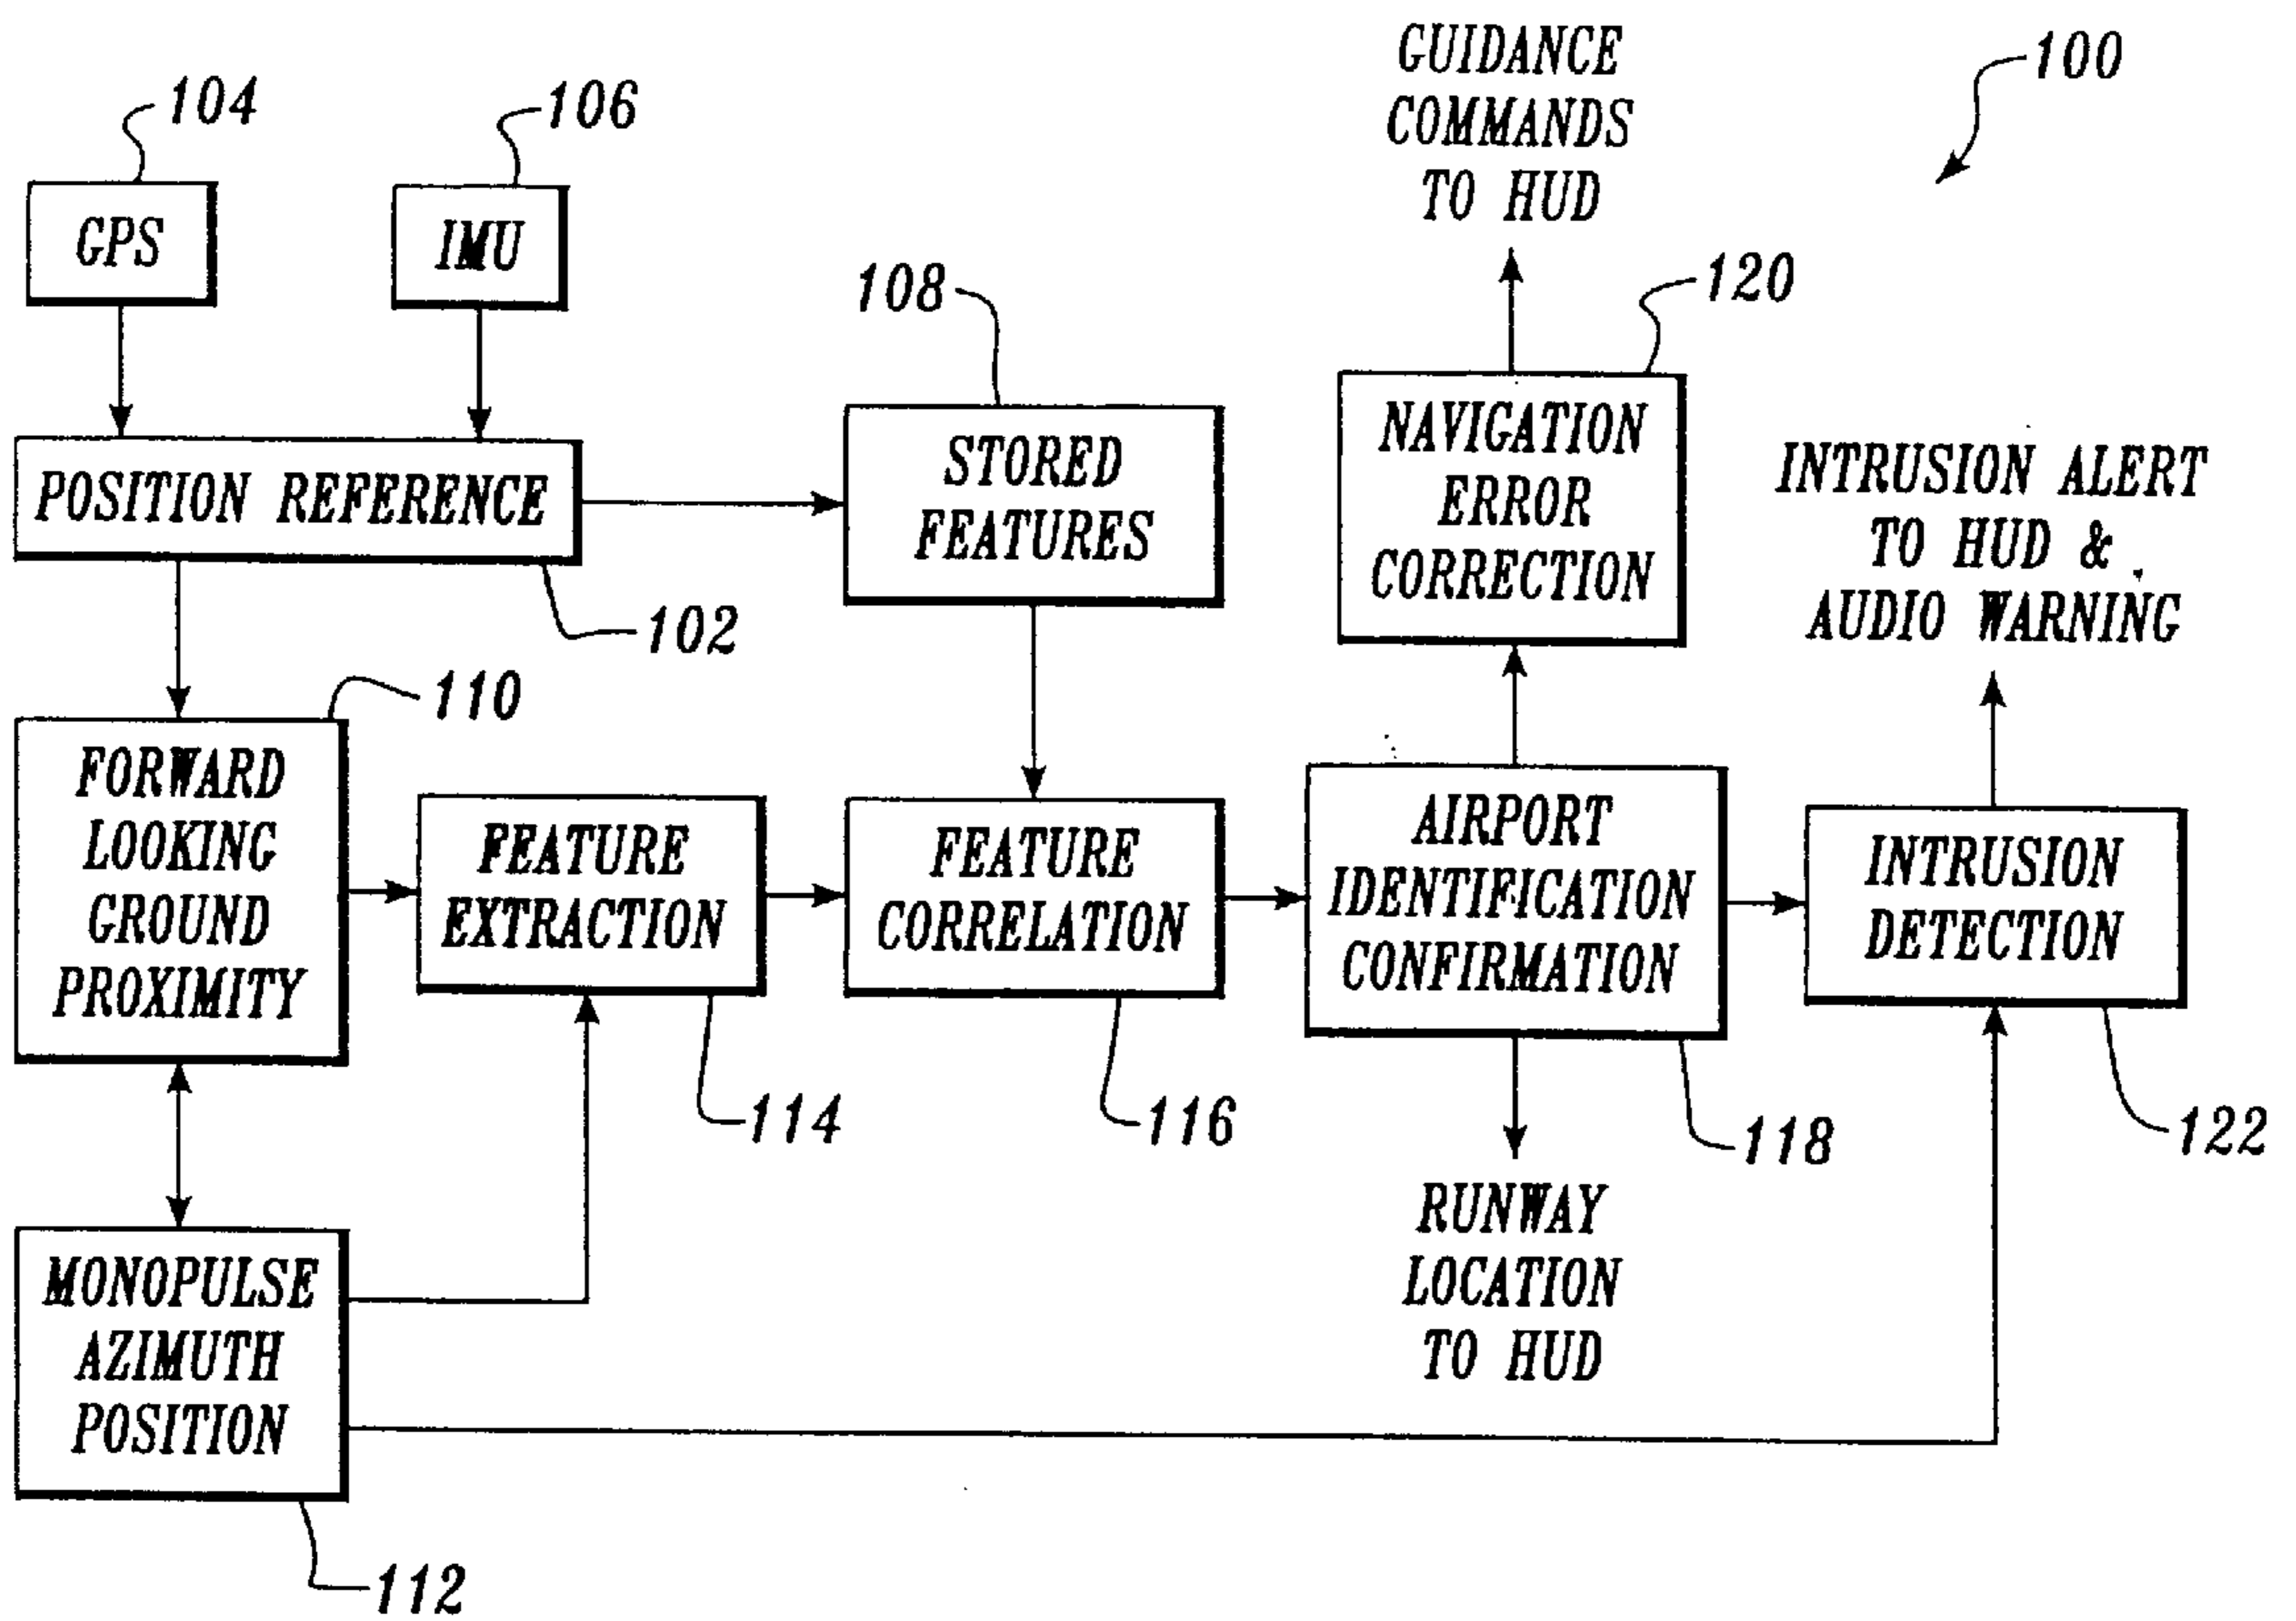 GUIDANCE
COMMANDS
TO HUD
100
104
106
GPS
IMU
108
120
POSITION REFERENCE
STORED
FEATURES
NAVIGATION
ERROR
CORRECTION
INTRUSION ALERT
TO HUD &
AUDIO WARNING
102
110
FORWARD
LOOKING
GROUND
PROXIMITY
FEATURE
EXTRACTION
FEATURE
CORRELATION
AIRPORT
IDENTIFICATION
CONFIRMATION
INTRUSION
DETECTION
114
116
118
122
RUNWAY
LOCATION
TO HUD
MONOPULSE
AZIMUTH
POSITION
112